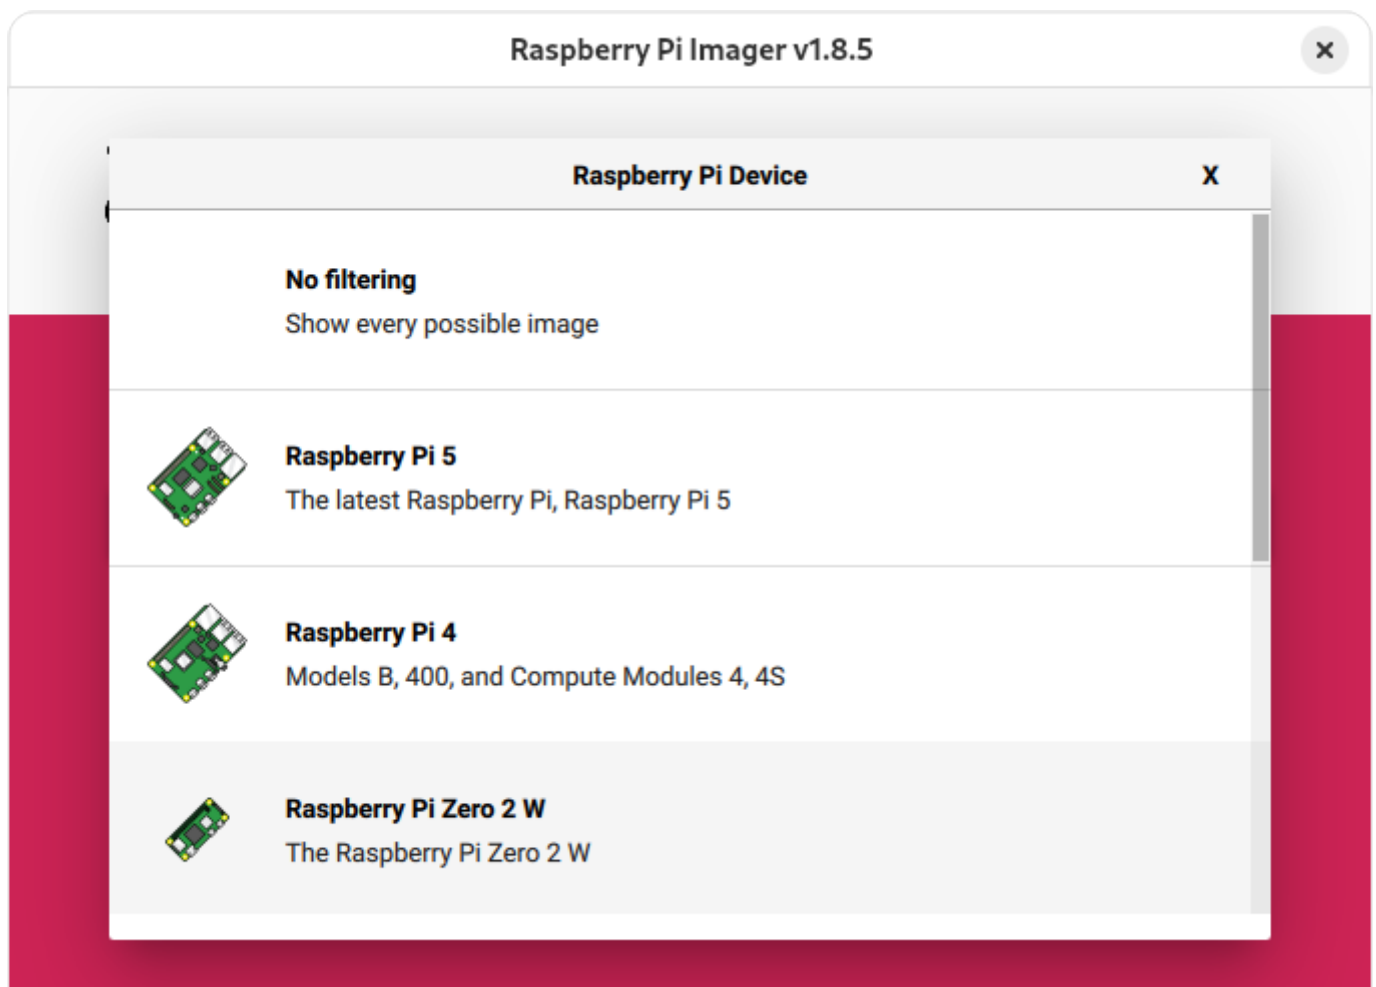 Raspberry Pi Imager v1.8.5
Raspberry Pi Device
X
No filtering
Show every possible image
Raspberry Pi 5
The latest Raspberry Pi, Raspberry Pi 5
Raspberry Pi 4
Models B, 400, and Compute Modules 4, 4S
Raspberry Pi Zero 2 W
The Raspberry Pi Zero 2 W